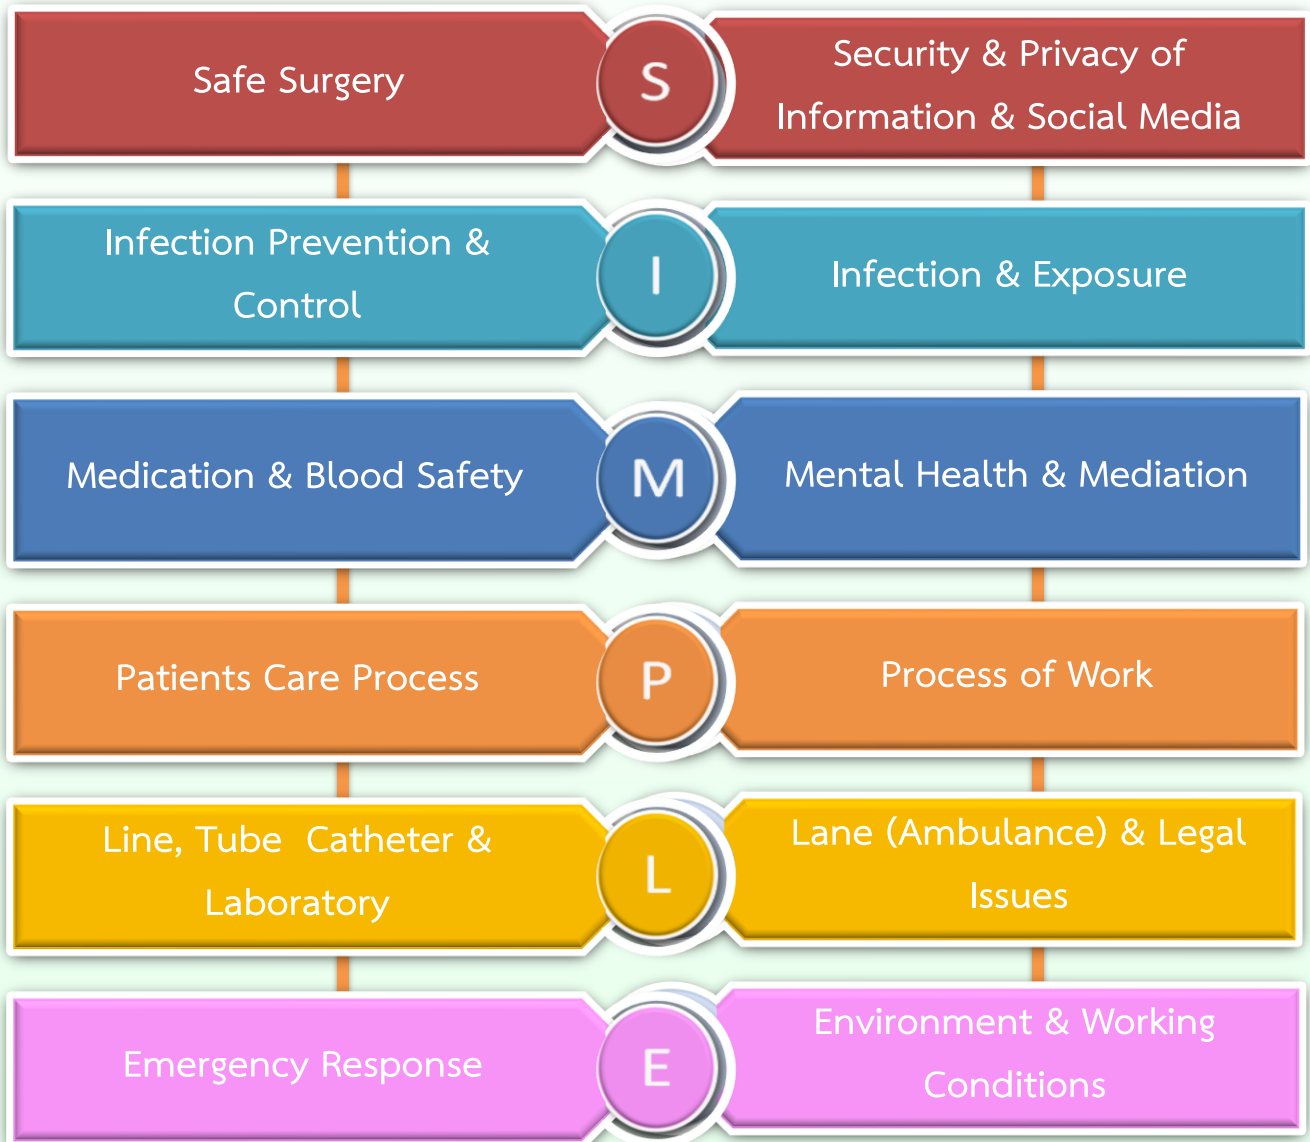 Safe Surgery
S
Security & Privacy of
Information & Social Media
Infection Prevention &
Control
I
Infection & Exposure
Medication & Blood Safety
M
Mental Health & Mediation
Patients Care Process
P
Process of Work
Line, Tube  Catheter &
Laboratory
L
Lane (Ambulance) & Legal
Issues
Emergency Response
E
Environment & Working
Conditions